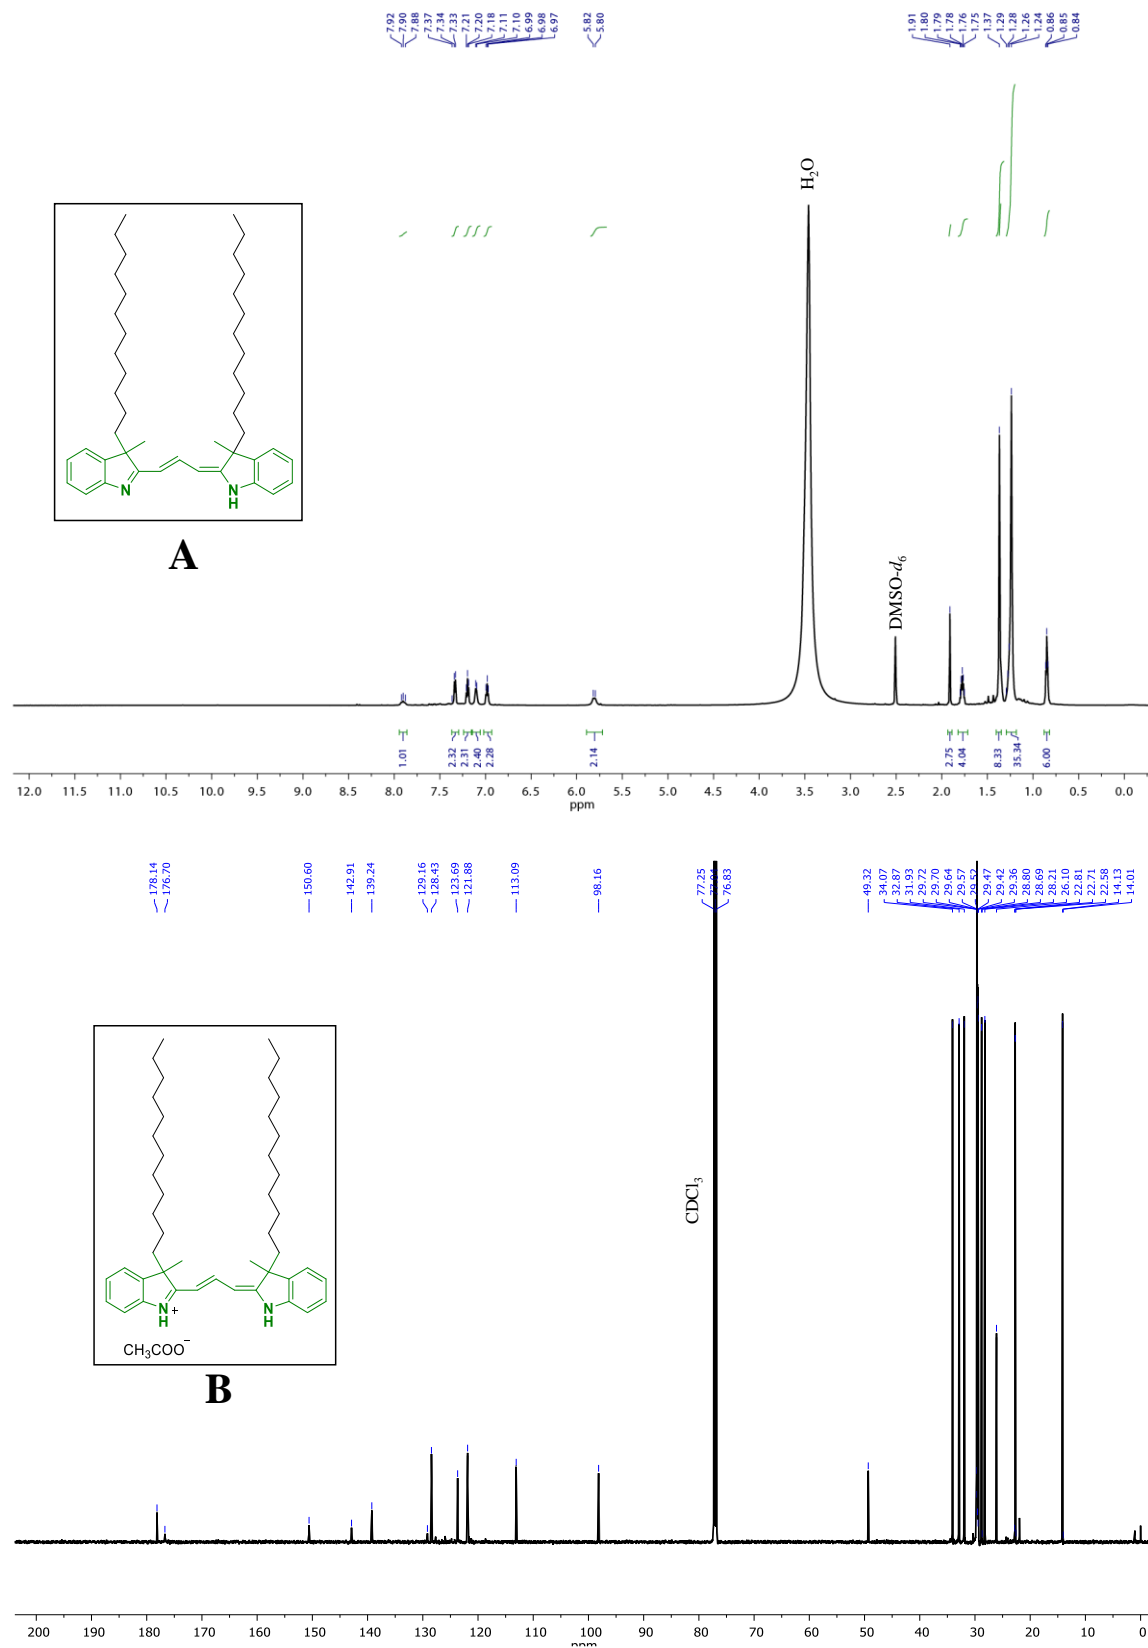 7.92 7.90 7.88 7.37 7.34 7.33 7.21 7.20 7.18 7.11 7.10 6.99 6.98 6.97 5.82 5.80 1.91 1.80 1.79 1.78 1.76 1.75 1.37 1.29 1.28 1.26 1.24 0.86 0.85 0.84
H₂O
N
N
H
A
DMSO-d₆
1.01 2.32 2.31 2.40 2.28 2.14 2.75 4.04 8.33 35.34 6.00
12.0 11.5 11.0 10.5 10.0 9.5 9.0 8.5 8.0 7.5 7.0 6.5 6.0 5.5 5.0 4.5 4.0 3.5 3.0 2.5 2.0 1.5 1.0 0.5 0.0
ppm
178.14 176.70 150.60 142.91 139.24 129.16 128.43 123.69 121.88 113.09 98.16 77.25 76.83 49.32 34.07 32.87 31.93 29.72 29.70 29.64 29.57 29.52 29.47 29.42 29.36 28.80 28.69 28.21 26.10 22.81 22.71 22.58 14.13 14.01
CDCl₃
N +
H
N
H
CH₃COO⁻
B
200 190 180 170 160 150 140 130 120 110 100 90 80 70 60 50 40 30 20 10 0
ppm